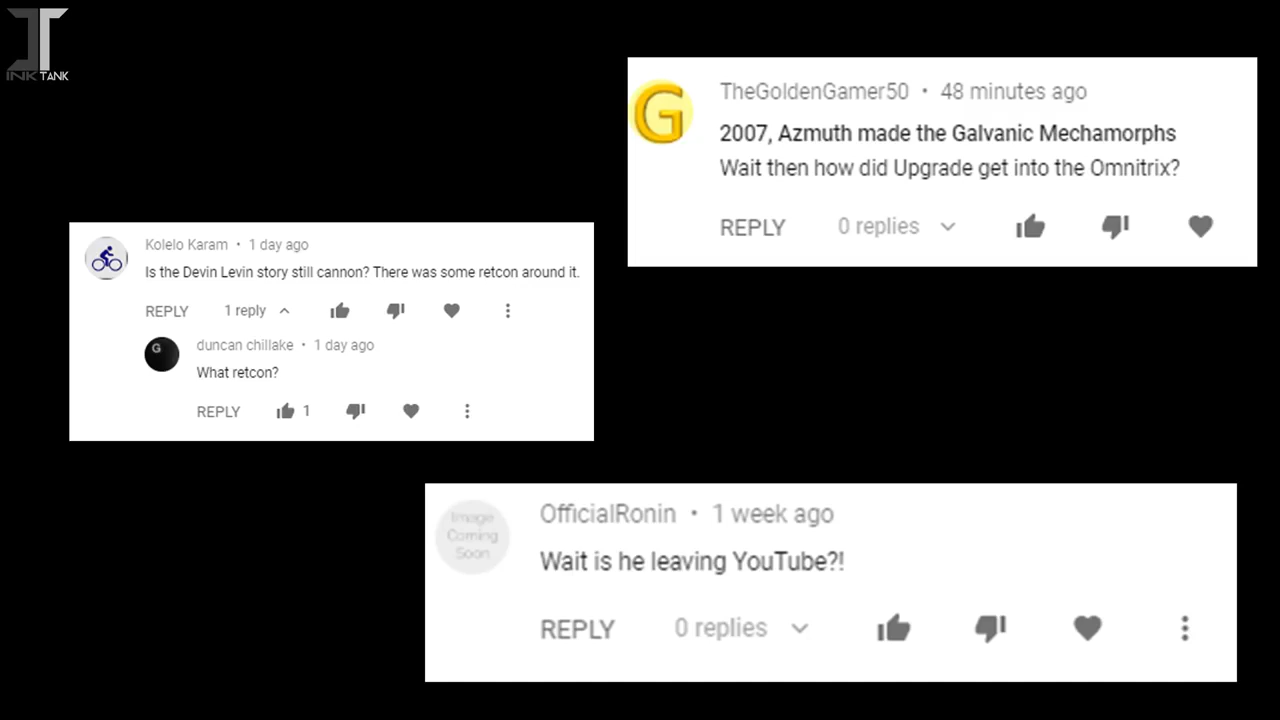 INK TANK
TheGoldenGamer50 • 48 minutes ago
G
2007, Azmuth made the Galvanic Mechamorphs
Wait then how did Upgrade get into the Omnitrix?
REPLY 0 replies
Kolelo Karam • 1 day ago
Is the Devin Levin story still cannon? There was some retcon around it.
REPLY 1 reply
G
duncan chillake • 1 day ago
What retcon?
REPLY 1
Image
Coming
Soon
OfficialRonin • 1 week ago
Wait is he leaving YouTube?!
REPLY 0 replies